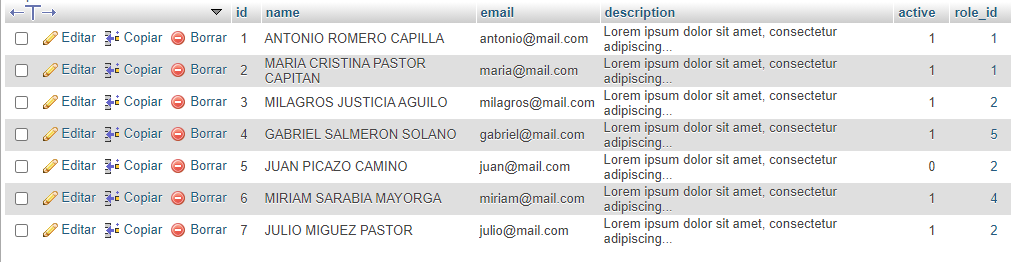 id name email description active role_id
Editar Copiar Borrar 1 ANTONIO ROMERO CAPILLA antonio@mail.com Lorem ipsum dolor sit amet, consectetur adipiscing... 1 1
Editar Copiar Borrar 2 MARIA CRISTINA PASTOR CAPITAN maria@mail.com Lorem ipsum dolor sit amet, consectetur adipiscing... 1 1
Editar Copiar Borrar 3 MILAGROS JUSTICIA AGUILO milagros@mail.com Lorem ipsum dolor sit amet, consectetur adipiscing... 1 2
Editar Copiar Borrar 4 GABRIEL SALMERON SOLANO gabriel@mail.com Lorem ipsum dolor sit amet, consectetur adipiscing... 1 5
Editar Copiar Borrar 5 JUAN PICAZO CAMINO juan@mail.com Lorem ipsum dolor sit amet, consectetur adipiscing... 0 2
Editar Copiar Borrar 6 MIRIAM SARABIA MAYORGA miriam@mail.com Lorem ipsum dolor sit amet, consectetur adipiscing... 1 4
Editar Copiar Borrar 7 JULIO MIGUEZ PASTOR julio@mail.com Lorem ipsum dolor sit amet, consectetur adipiscing... 1 2